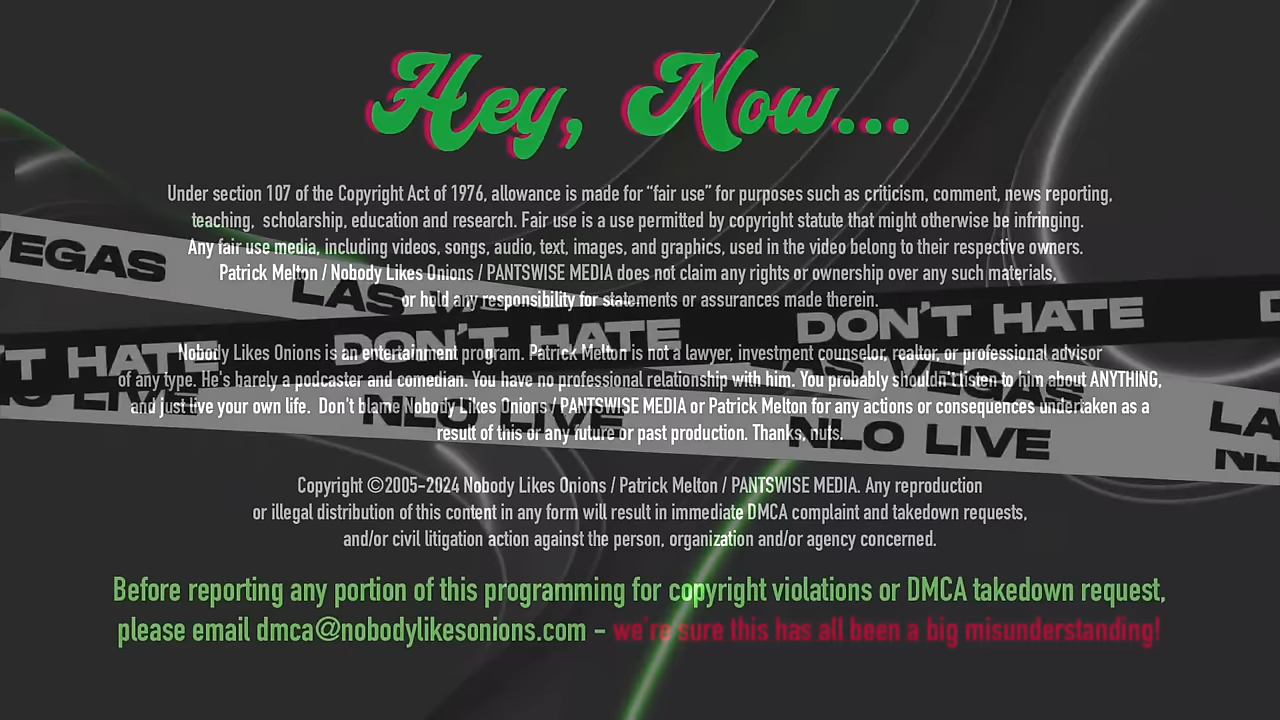 Hey, Now...
Under section 107 of the Copyright Act of 1976, allowance is made for “fair use” for purposes such as criticism, comment, news reporting,
teaching,  scholarship, education and research. Fair use is a use permitted by copyright statute that might otherwise be infringing.
Any fair use media, including videos, songs, audio, text, images, and graphics, used in the video belong to their respective owners.
Patrick Melton / Nobody Likes Onions / PANTSWISE MEDIA does not claim any rights or ownership over any such materials,
or hold any responsibility for statements or assurances made therein.
VEGAS
LAS V
DON'T HATE
DON'T HATE
D
'T HATE
Nobody Likes Onions is an entertainment program. Patrick Melton is not a lawyer, investment counselor, realtor, or professional advisor
of any type. He's barely a podcaster and comedian. You have no professional relationship with him. You probably shouldn't listen to him about ANYTHING,
and just live your own life.  Don't blame Nobody Likes Onions / PANTSWISE MEDIA or Patrick Melton for any actions or consequences undertaken as a
result of this or any future or past production. Thanks, nuts.
AS VEGAS
LA
NLO LIVE
NLO LIVE
NL
LO LIVE
Copyright ©2005-2024 Nobody Likes Onions / Patrick Melton / PANTSWISE MEDIA. Any reproduction
or illegal distribution of this content in any form will result in immediate DMCA complaint and takedown requests,
and/or civil litigation action against the person, organization and/or agency concerned.
Before reporting any portion of this programming for copyright violations or DMCA takedown request,
please email dmca@nobodylikesonions.com - we're sure this has all been a big misunderstanding!